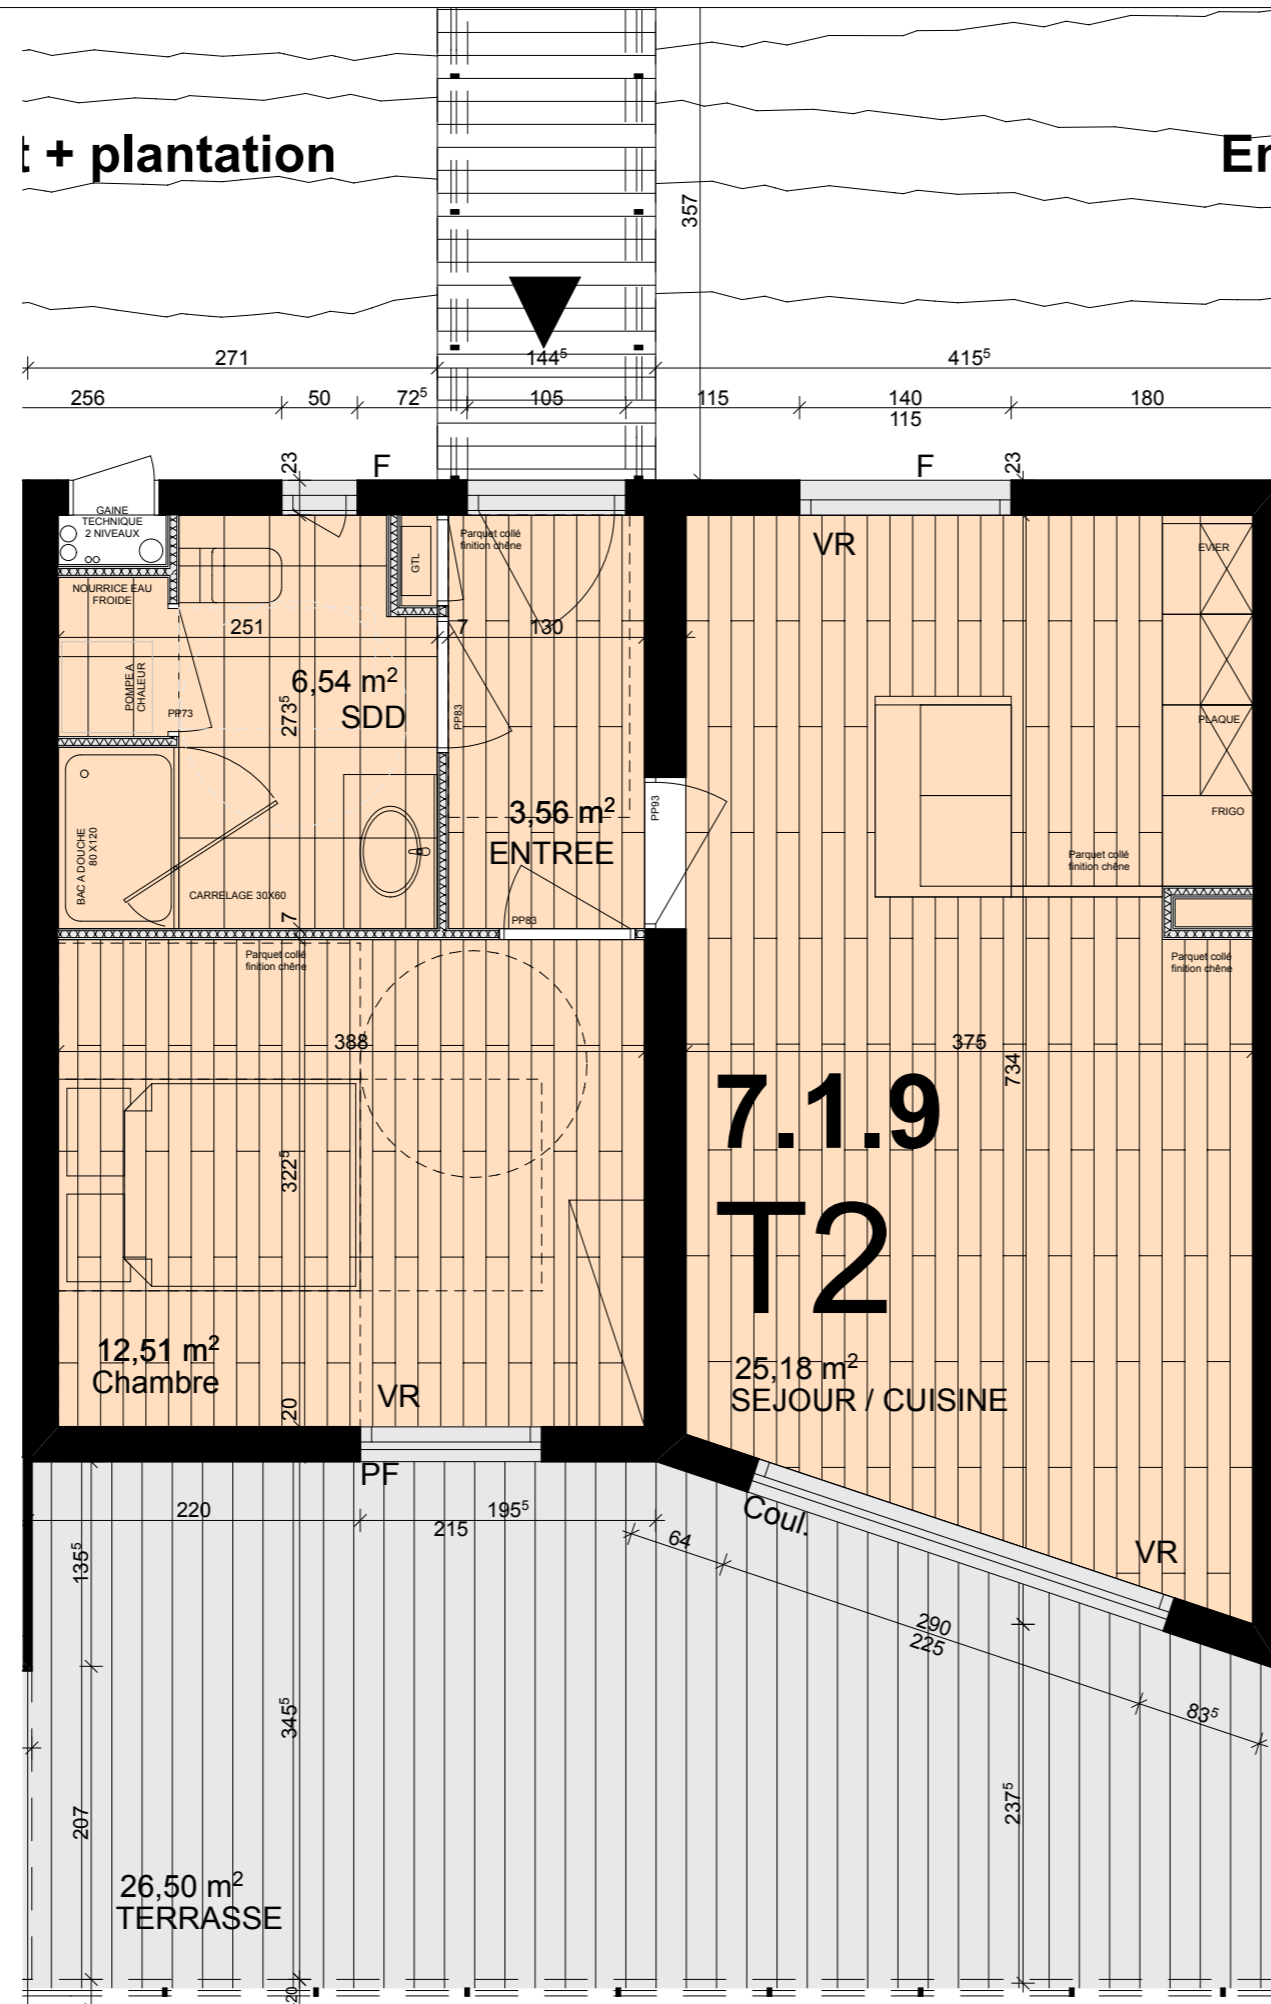 t + plantation
En
357
271
144⁵
415⁵
256
50
72⁵
105
115
140
115
180
23
F
F
23
GAINE
TECHNIQUE
2 NIVEAUX
GTL
Parquet collé
finition chêne
VR
EVIER
NOURRICE EAU
FROIDE
251
7
130
POMPE A
CHALEUR
6,54 m²
SDD
273⁵
PP73
PP83
PLAQUE
3,56 m²
ENTREE
PP93
FRIGO
BAC A DOUCHE
80 X120
CARRELAGE 30X60
Parquet collé
finition chêne
7
PP83
Parquet collé
finition chêne
Parquet collé
finition chêne
388
375
734
7.1.9
T2
322⁵
12,51 m²
Chambre
VR
20
25,18 m²
SEJOUR / CUISINE
PF
Coul.
VR
220
195⁵
215
64
135⁵
290
225
83⁵
345⁵
237⁵
207
26,50 m²
TERRASSE
20